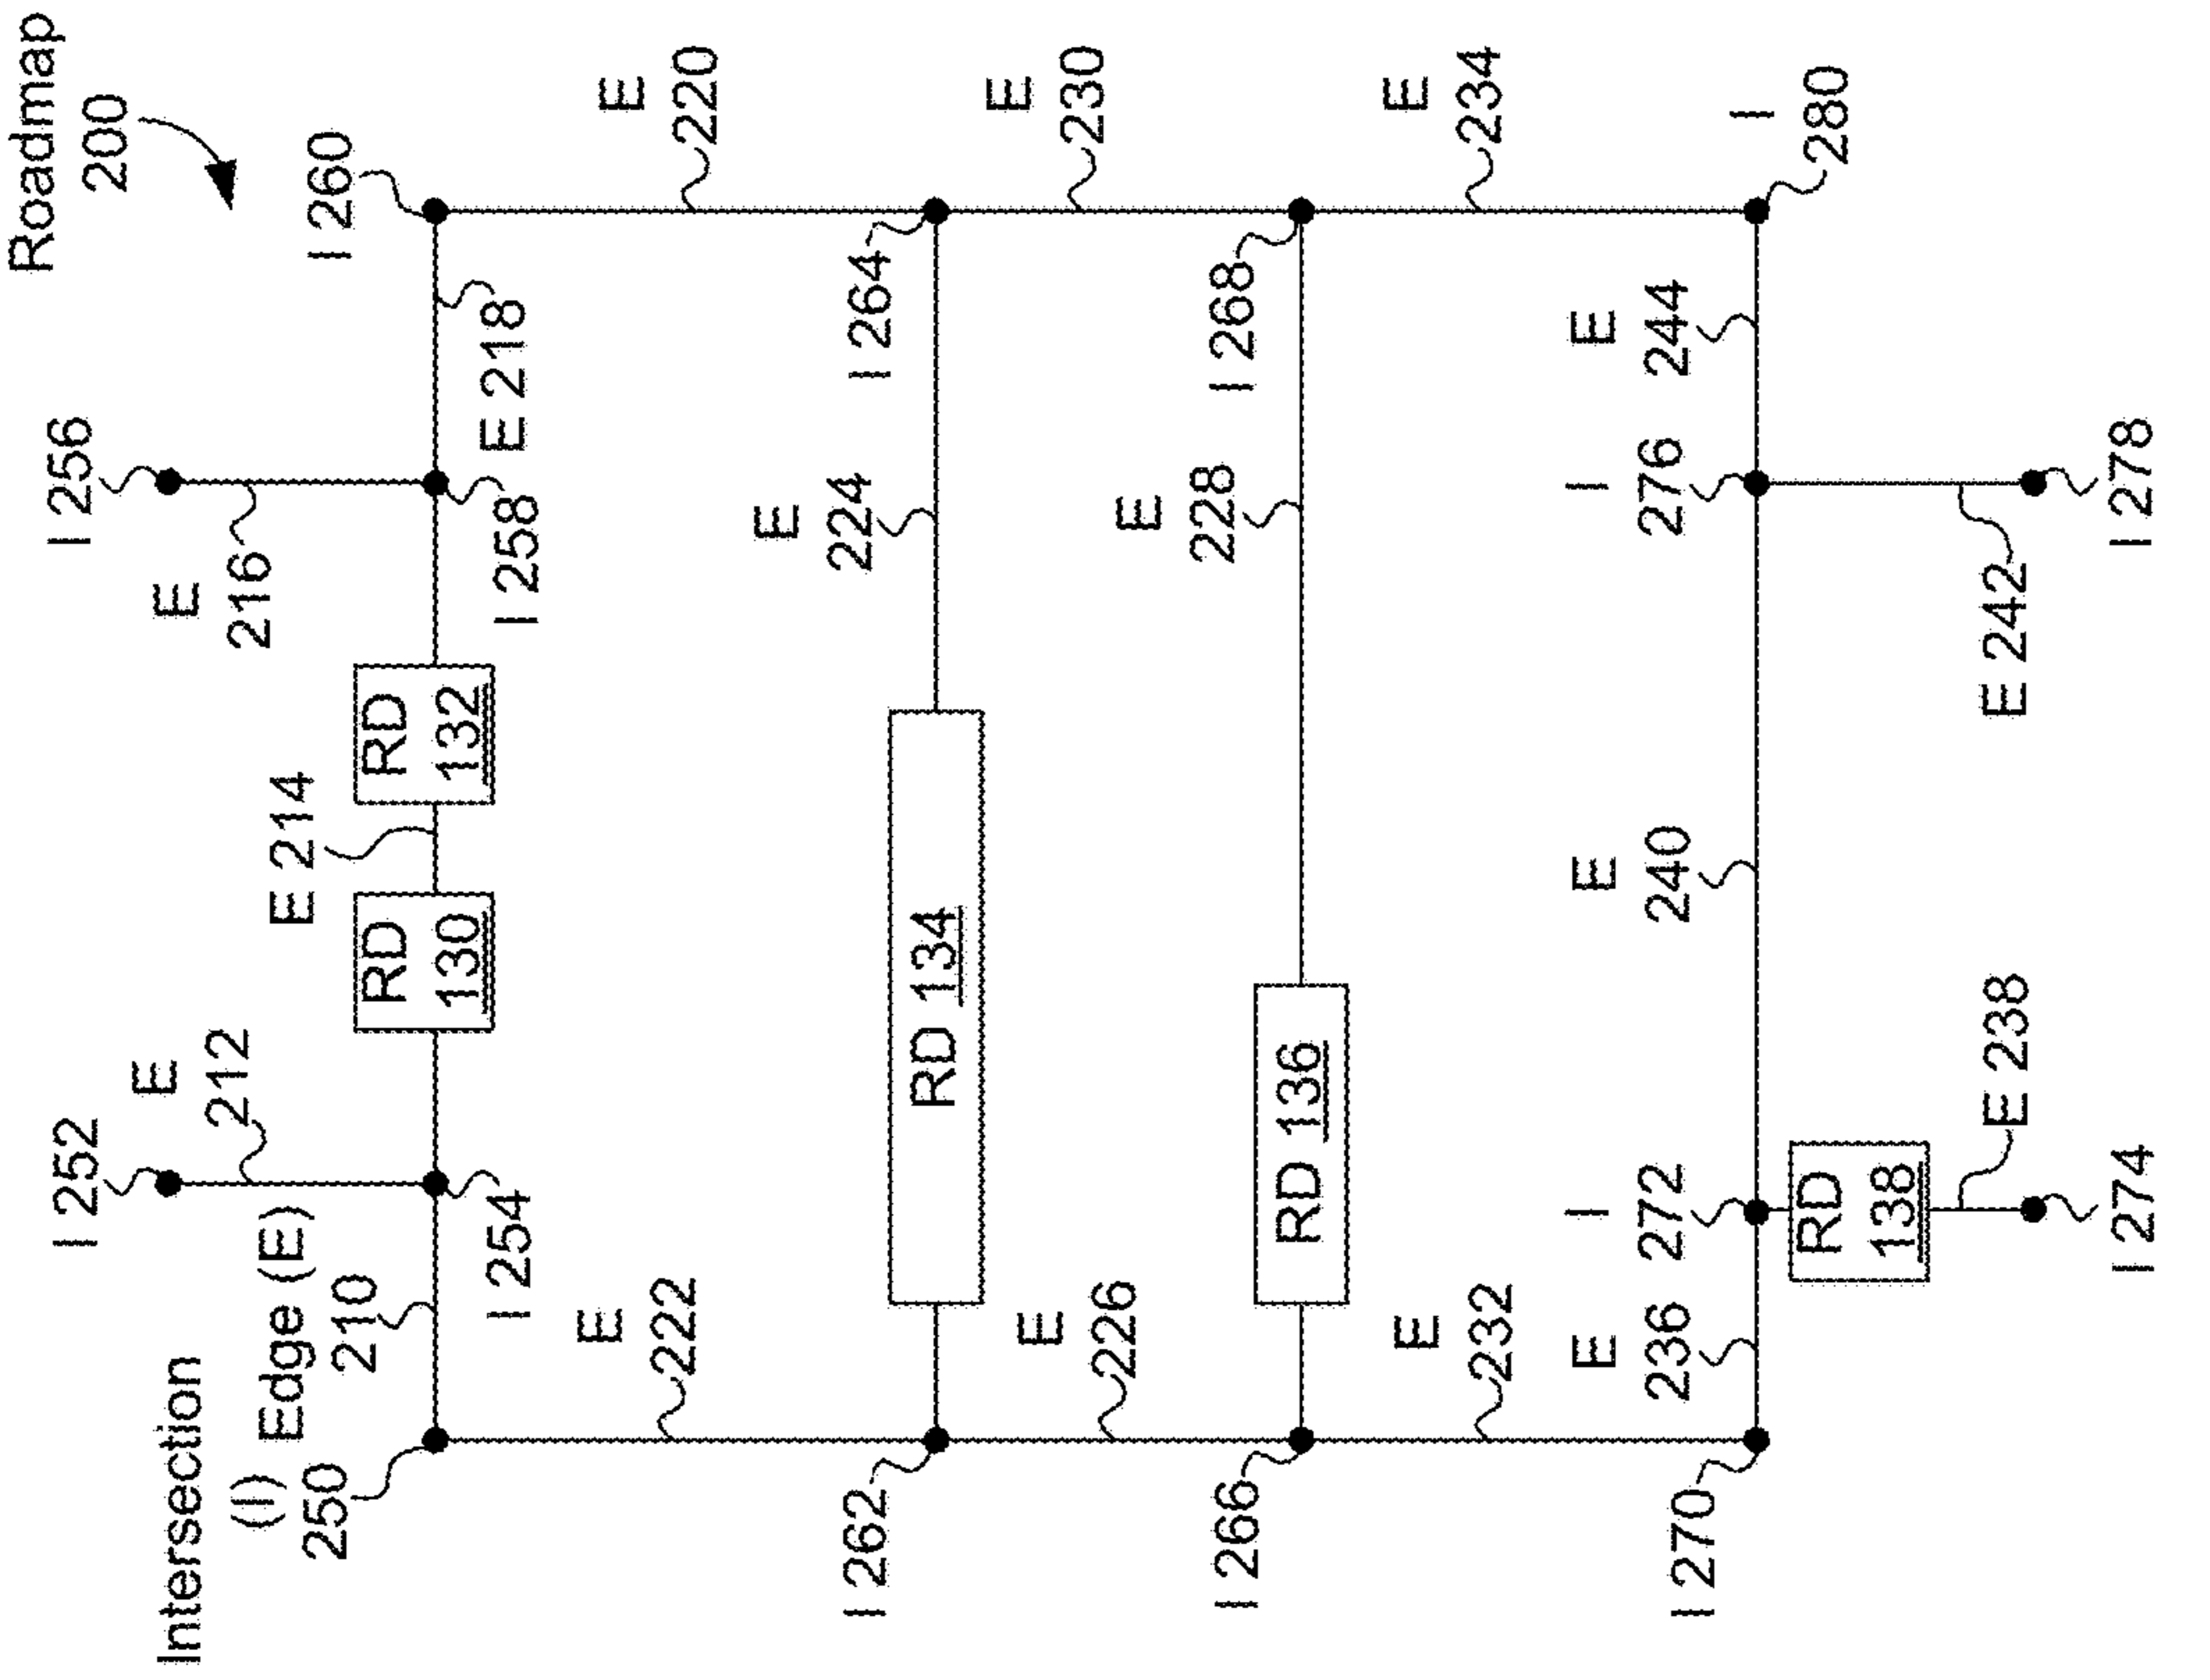 Roadmap
200
I 252
I 256
E
212
E
216
Intersection
(I)
250
Edge (E)
210
E 214
I 260
RD
130
RD
132
I 254
I 258
E 218
E
222
E
220
E
224
I 262
RD 134
I 264
E
226
E
230
E
228
I 266
RD 136
I 268
E
232
E
234
E
236
I
272
E
240
I
276
E
244
I 270
I
280
RD
138
E 238
E 242
I 274
I 278